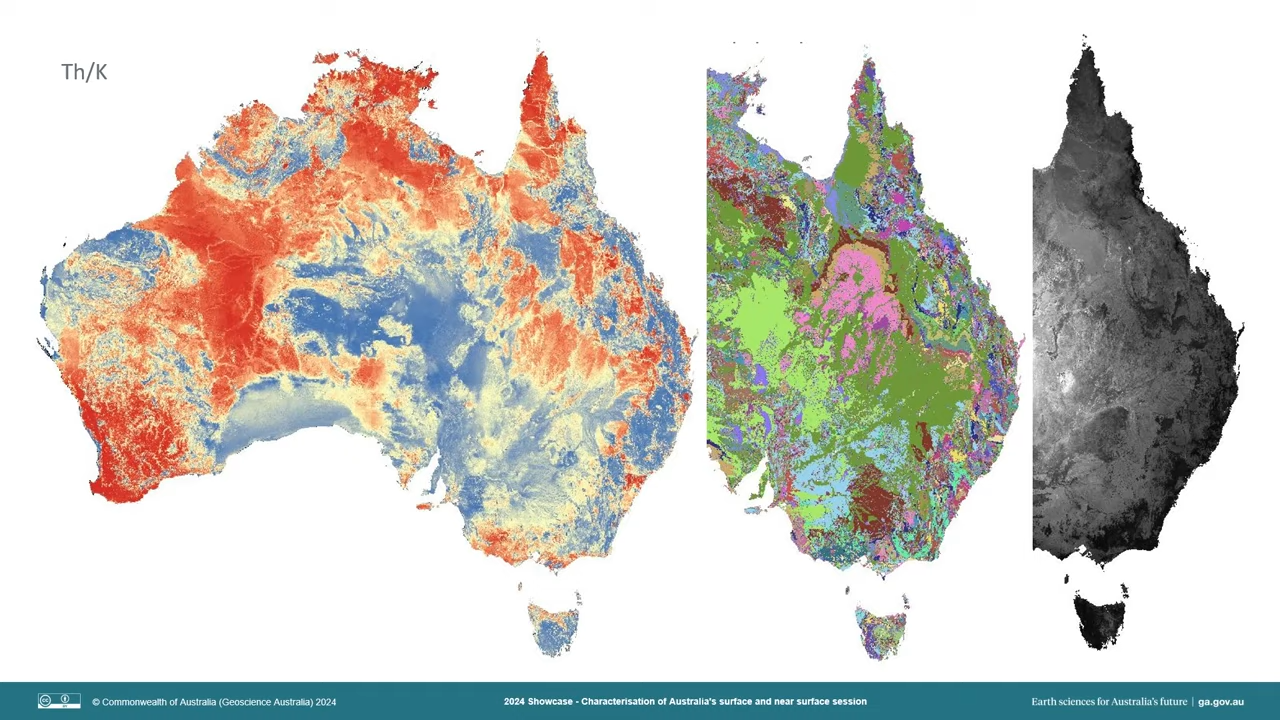 Th/K
© Commonwealth of Australia (Geoscience Australia) 2024
2024 Showcase - Characterisation of Australia's surface and near surface session
Earth sciences for Australia's future | ga.gov.au